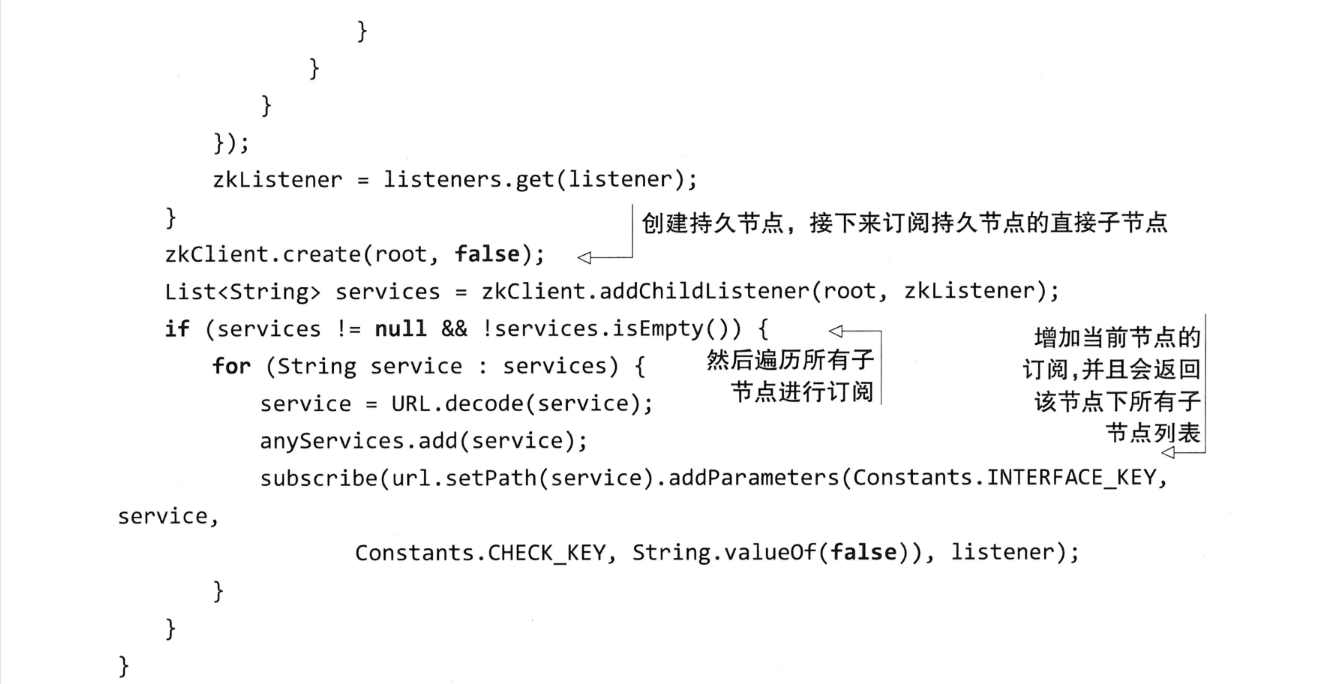 }
}
}
});
zkListener = listeners.get(listener);
}
创建持久节点，接下来订阅持久节点的直接子节点
zkClient.create(root, false);
List<String> services = zkClient.addChildListener(root, zkListener);
if (services != null && !services.isEmpty()) {
然后遍历所有子
节点进行订阅
增加当前节点的
订阅,并且会返回
该节点下所有子
节点列表
for (String service : services) {
service = URL.decode(service);
anyServices.add(service);
subscribe(url.setPath(service).addParameters(Constants.INTERFACE_KEY,
service,
Constants.CHECK_KEY, String.valueOf(false)), listener);
}
}
}